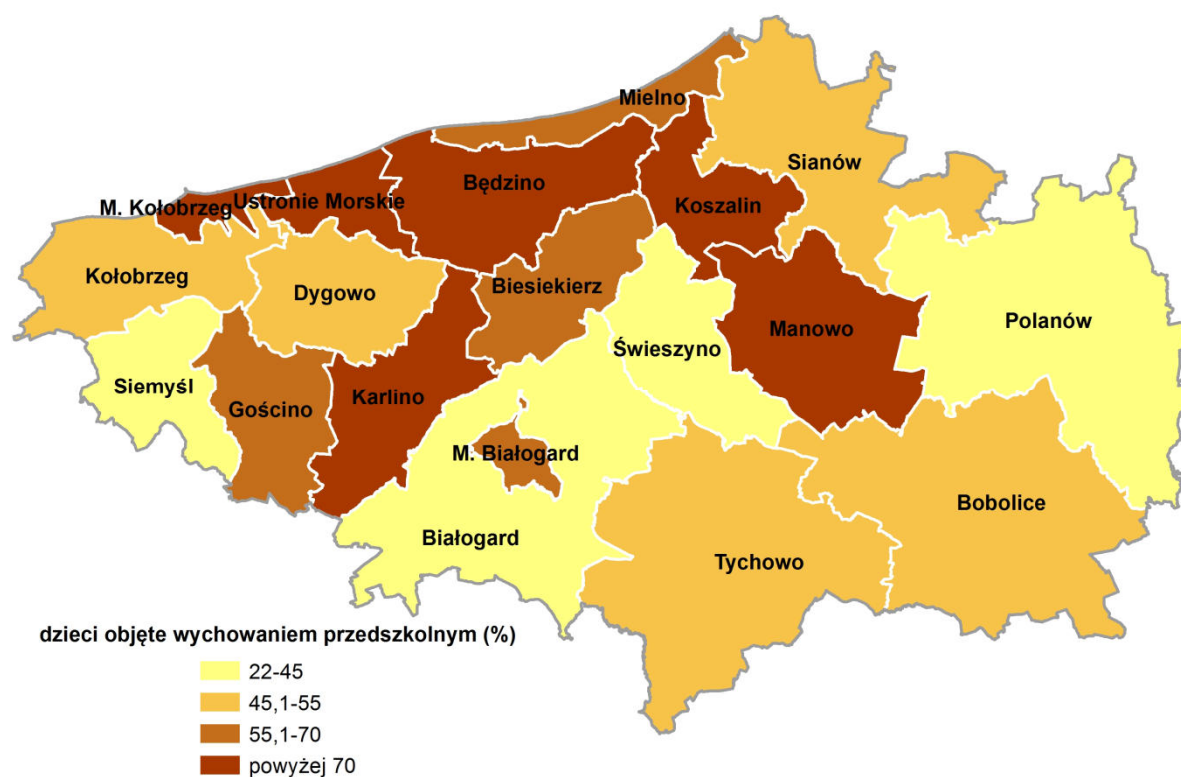 Mielno
Sianów
Będzino
M. Kołobrzeg
Ustronie Morskie
Koszalin
Kołobrzeg
Dygowo
Biesiekierz
Manowo
Polanów
Świeszyno
Siemyśl
Gościno
Karlino
M. Białogard
Bobolice
Białogard
Tychowo
dzieci objęte wychowaniem przedszkolnym (%)
22-45
45,1-55
55,1-70
powyżej 70